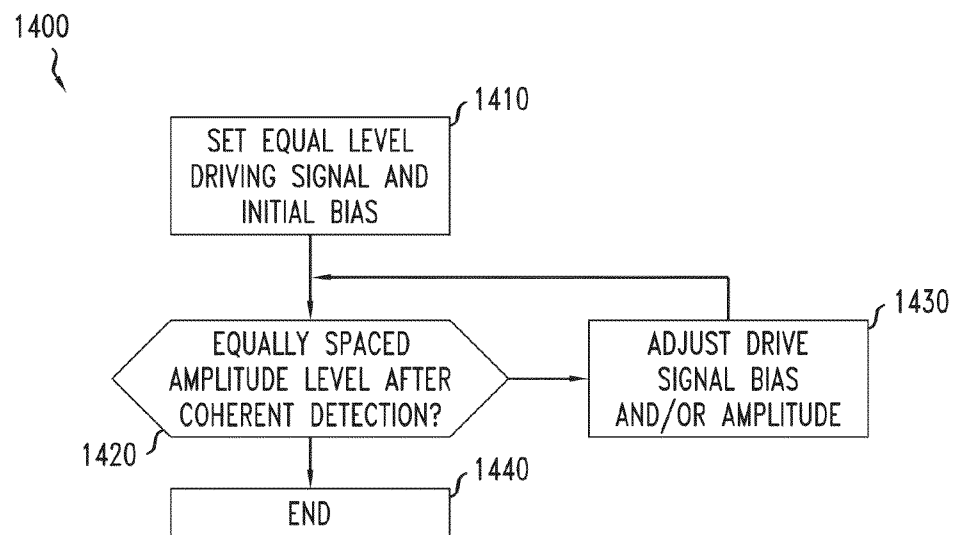 1400
1410
SET EQUAL LEVEL
DRIVING SIGNAL AND
INITIAL BIAS
1430
EQUALLY SPACED
AMPLITUDE LEVEL AFTER
COHERENT DETECTION?
ADJUST DRIVE
SIGNAL BIAS
AND/OR AMPLITUDE
1420
1440
END